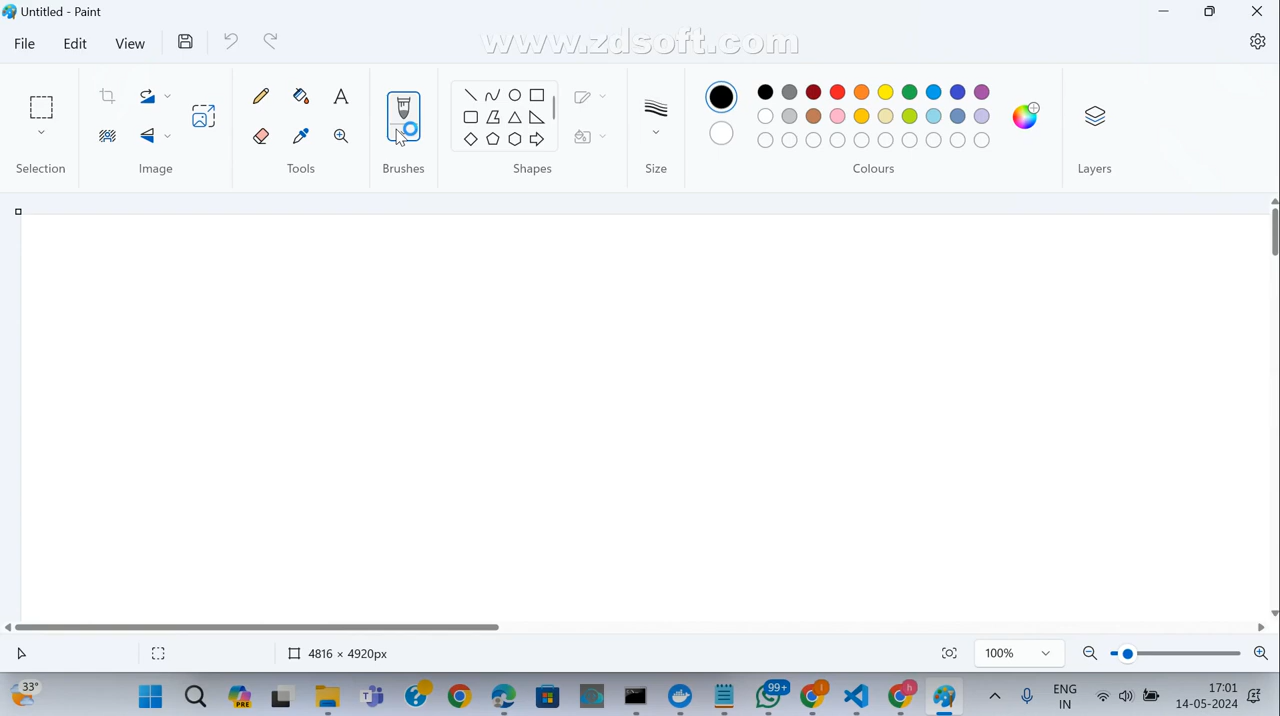 Untitled - Paint
File Edit View
www.zdsoft.com
A
Selection Image Tools Brushes Shapes Size Colours Layers
4816 × 4920px 100%
33° PRE 99+ ENG IN 17:01 14-05-2024